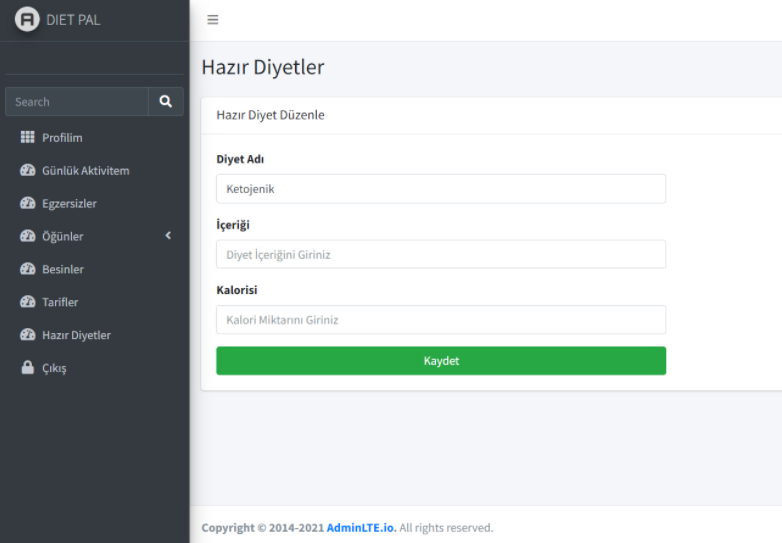 DIET PAL
Search
Profilim
Günlük Aktivitem
Egzersizler
Öğünler
Besinler
Tarifler
Hazır Diyetler
Çıkış
Hazır Diyetler
Hazır Diyet Düzenle
Diyet Adı
Ketojenik
İçeriği
Diyet İçeriğini Giriniz
Kalorisi
Kalori Miktarını Giriniz
Kaydet
Copyright © 2014-2021 AdminLTE.io. All rights reserved.